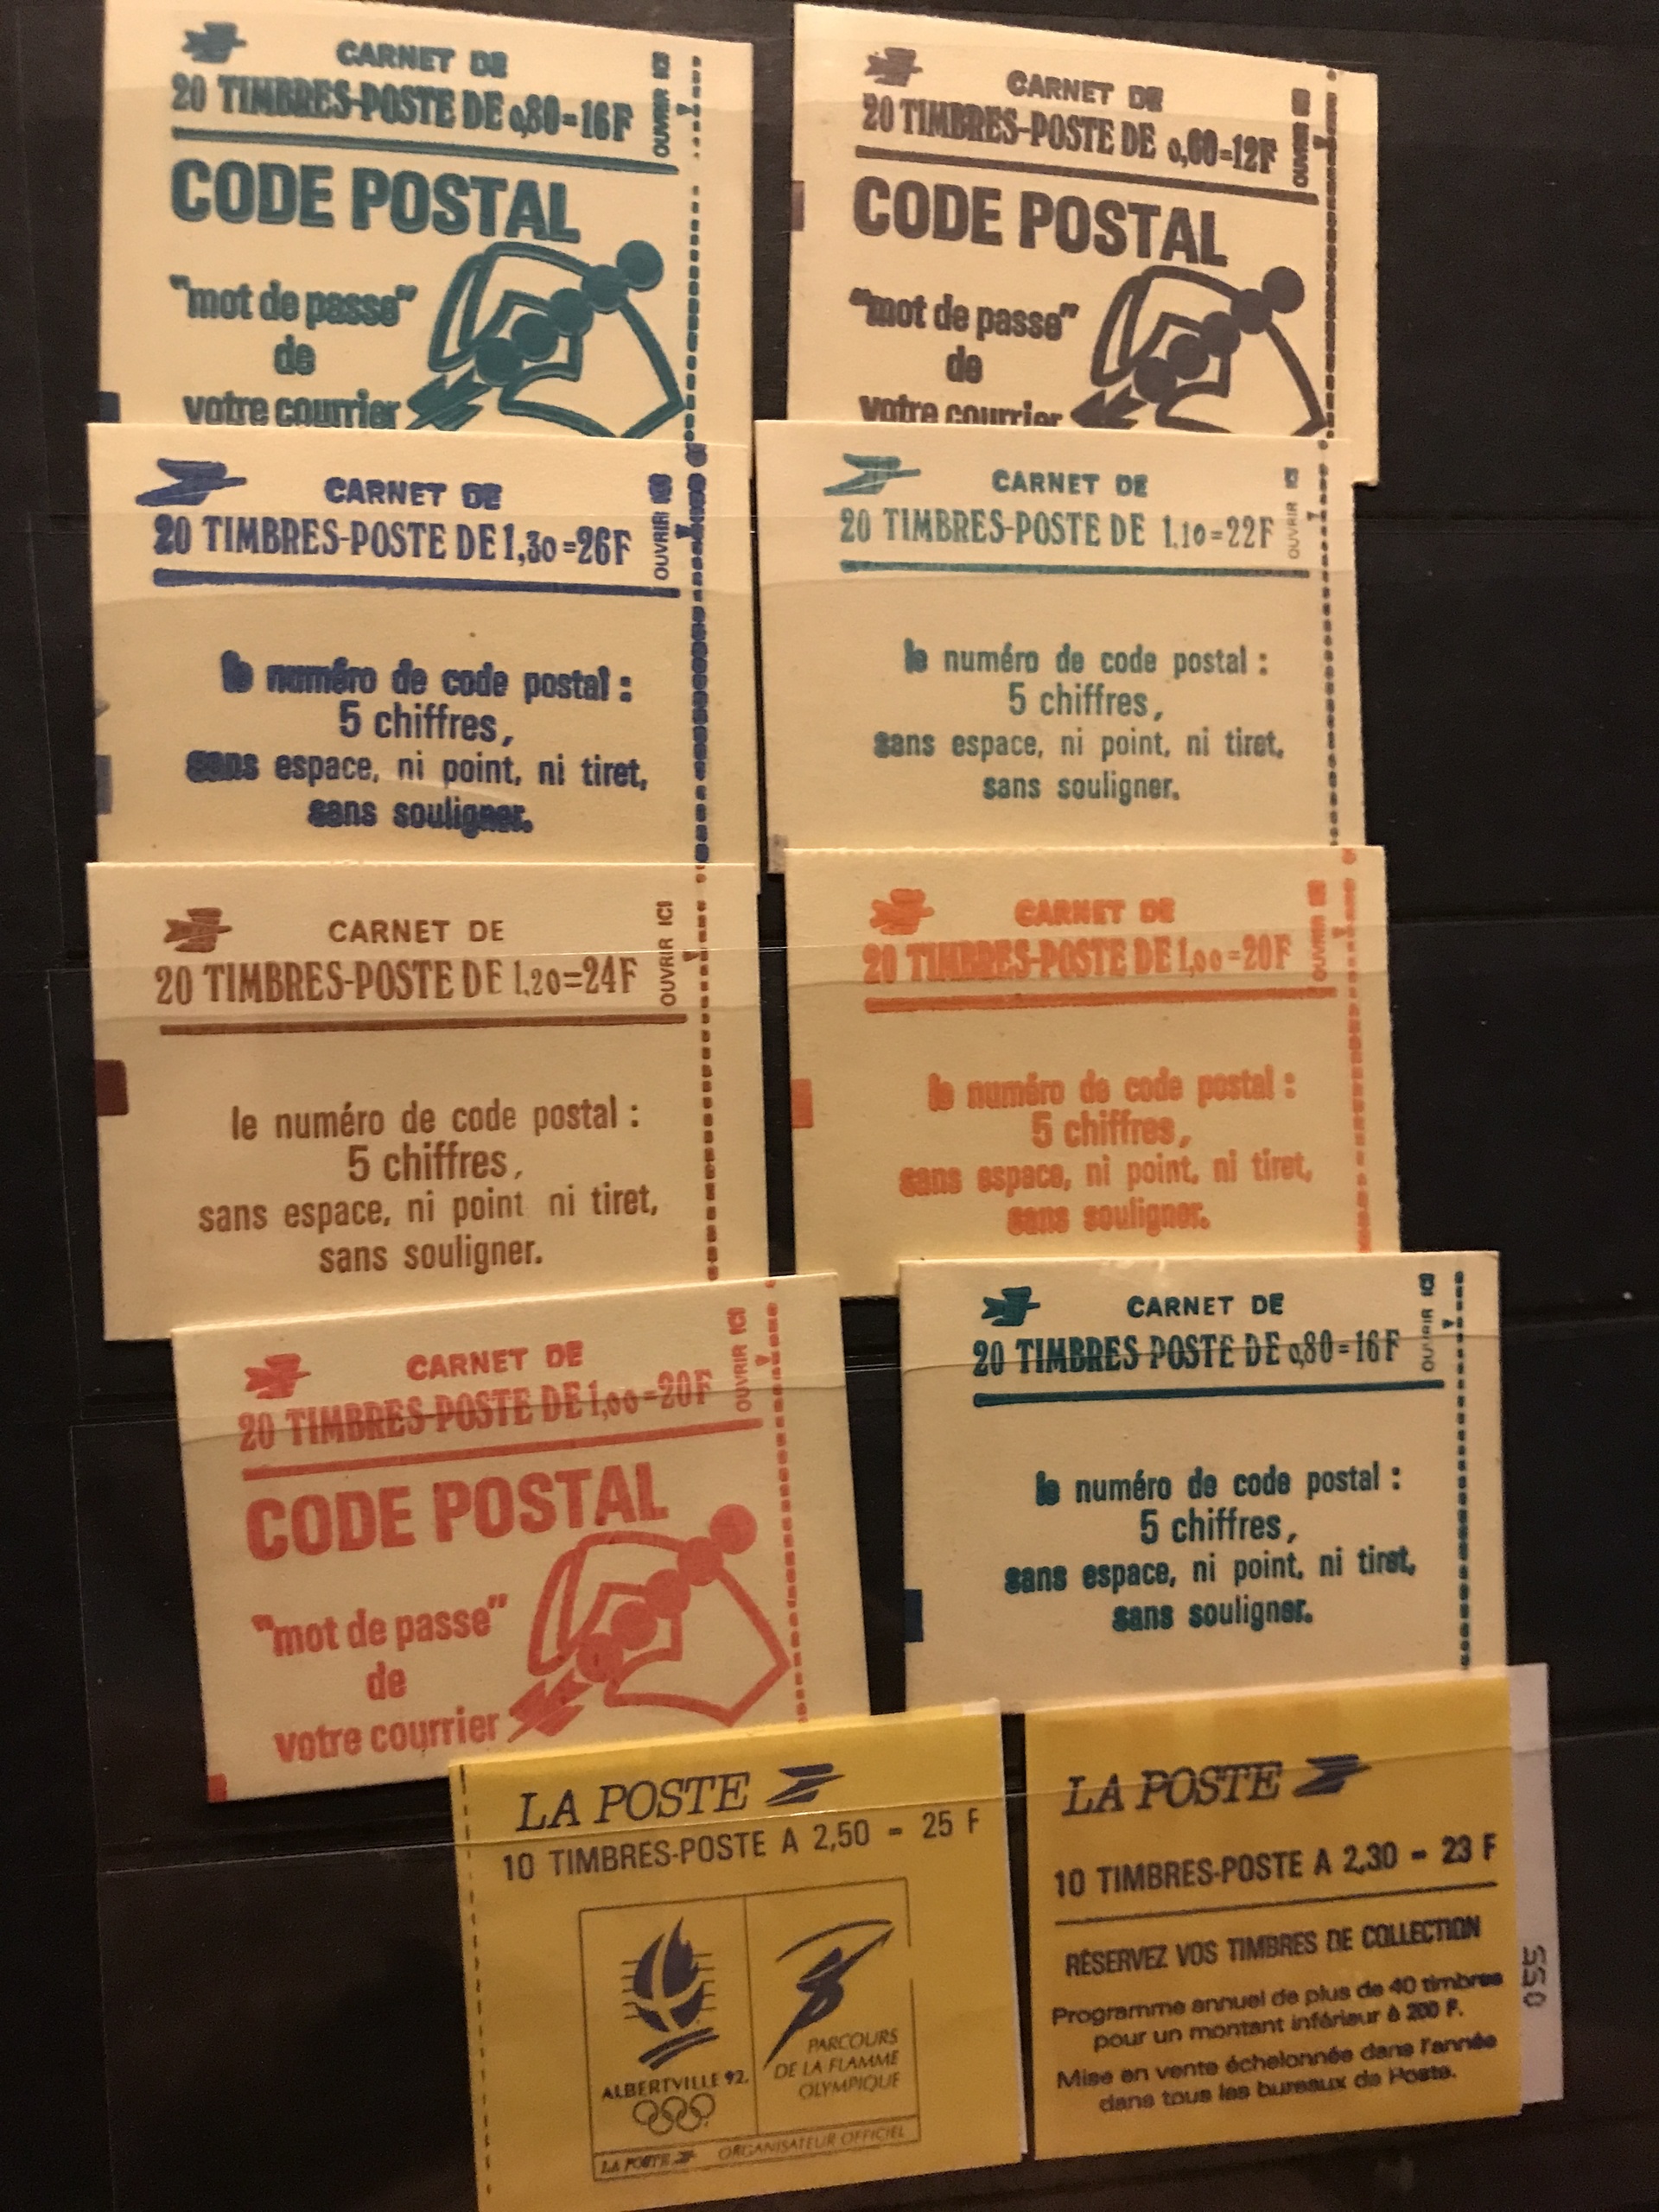 CARNET DE
20 TIMBRES-POSTE DE 0,80=16F
OUVRIR ICI
CODE POSTAL
"mot de passe"
de
votre courrier
CARNET DE
20 TIMBRES-POSTE DE 0,60=12F
OUVRIR ICI
CODE POSTAL
"mot de passe"
de
votre courrier
CARNET DE
20 TIMBRES-POSTE DE 1,30=26F
OUVRIR ICI
le numéro de code postal :
5 chiffres,
sans espace, ni point, ni tiret,
sans souligner.
CARNET DE
20 TIMBRES-POSTE DE 1,10=22F
OUVRIR ICI
le numéro de code postal :
5 chiffres,
sans espace, ni point, ni tiret,
sans souligner.
CARNET DE
20 TIMBRES-POSTE DE 1,20=24F
OUVRIR ICI
le numéro de code postal :
5 chiffres,
sans espace, ni point ni tiret,
sans souligner.
CARNET DE
20 TIMBRES-POSTE DE 1,00=20F
OUVRIR ICI
le numéro de code postal :
5 chiffres,
sans espace, ni point, ni tiret,
sans souligner.
CARNET DE
20 TIMBRES-POSTE DE 1,00=20F
OUVRIR ICI
CODE POSTAL
"mot de passe"
de
votre courrier
CARNET DE
20 TIMBRES POSTE DE 0,80=16F
OUVRIR ICI
le numéro de code postal :
5 chiffres,
sans espace, ni point, ni tiret,
sans souligner.
LA POSTE
10 TIMBRES-POSTE A 2,50 - 25 F
ALBERTVILLE 92.
PARCOURS
DE LA FLAMME
OLYMPIQUE
LA POSTE ORGANISATEUR OFFICIEL
LA POSTE
10 TIMBRES-POSTE A 2,30 - 23 F
RÉSERVEZ VOS TIMBRES DE COLLECTION
Programme annuel de plus de 40 timbres
pour un montant inférieur à 200 F.
Mise en vente échelonnée dans l'année
dans tous les bureaux de Poste.